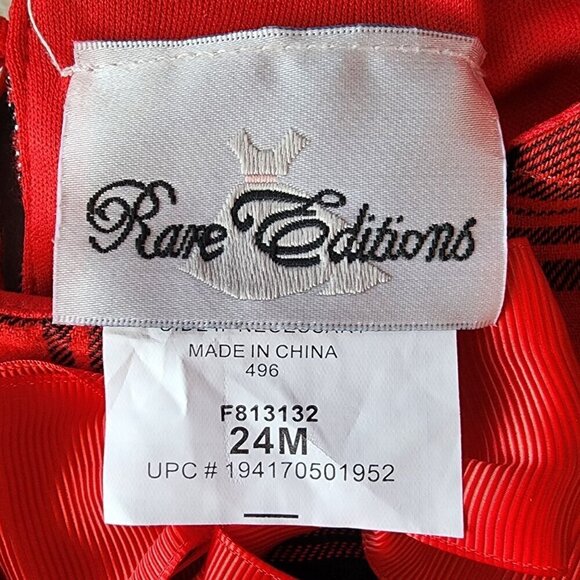 Rare Editions
MADE IN CHINA
496
F813132
24M
UPC # 194170501952